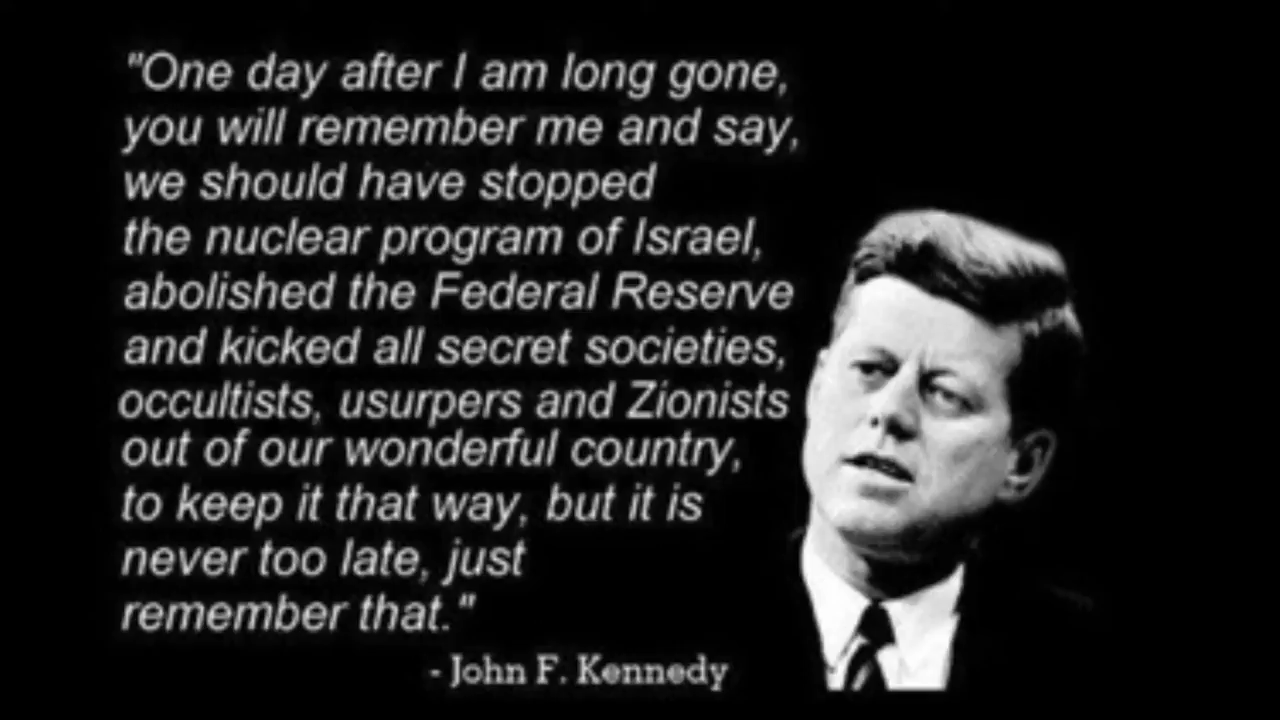 "One day after I am long gone,
you will remember me and say,
we should have stopped
the nuclear program of Israel,
abolished the Federal Reserve
and kicked all secret societies,
occultists, usurpers and Zionists
out of our wonderful country,
to keep it that way, but it is
never too late, just
remember that."
- John F. Kennedy